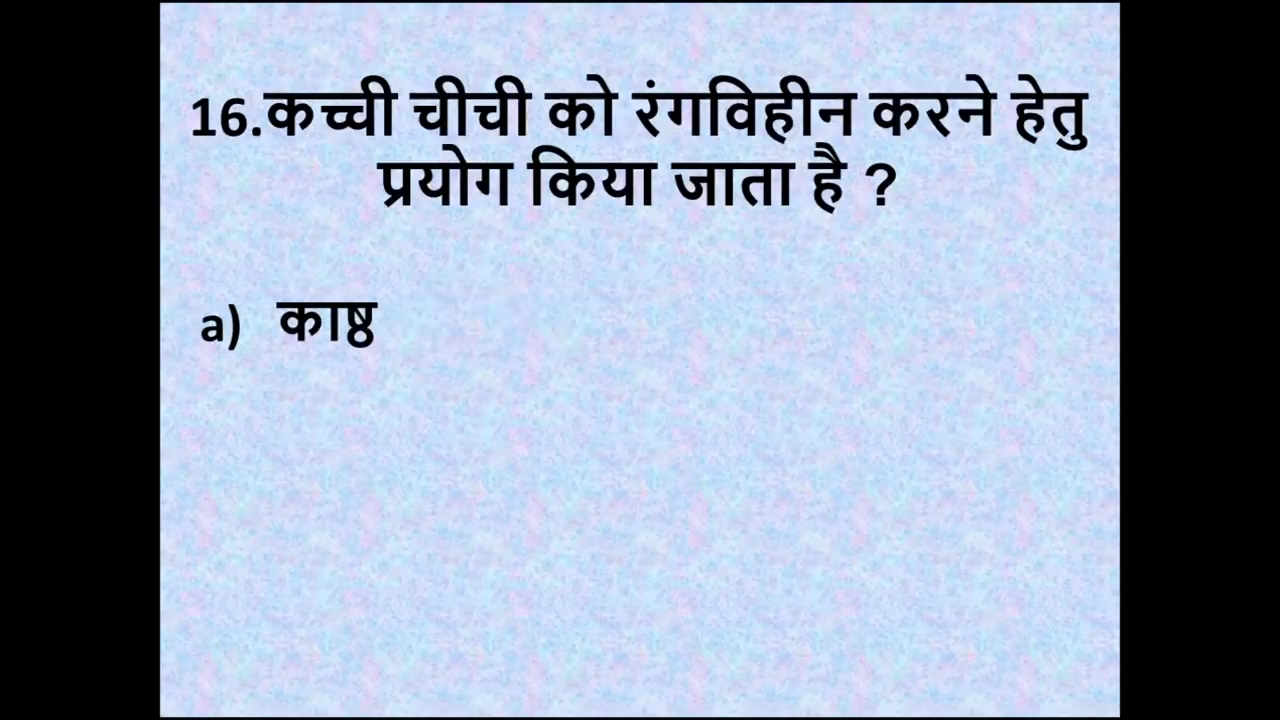 16.कच्ची चीची को रंगविहीन करने हेतु
प्रयोग किया जाता है ?
a) काष्ठ